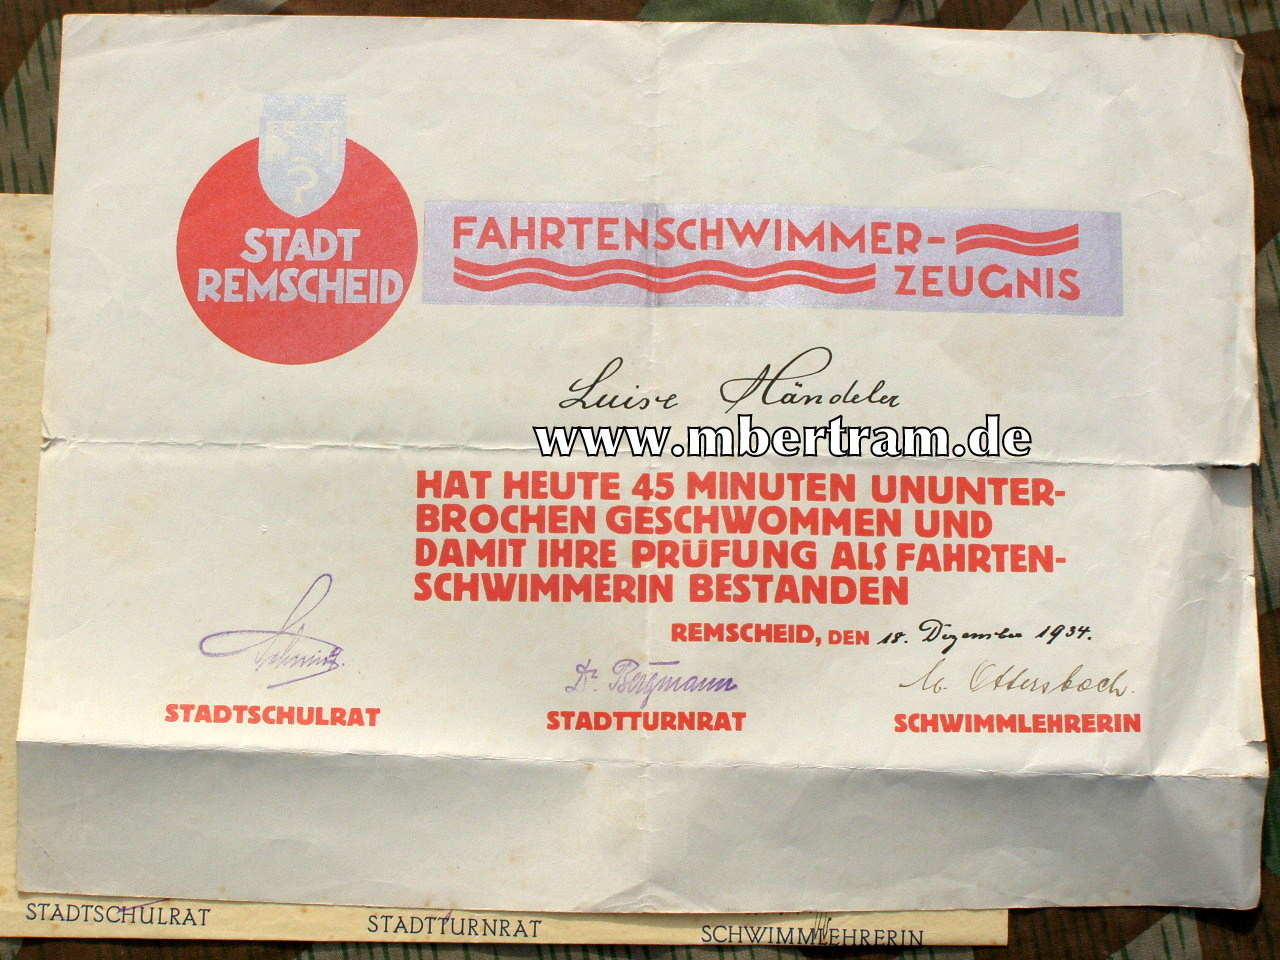 STADT
REMSCHEID
FAHRTENSCHWIMMER-
ZEUGNIS
Luise Händeler
www.mbertram.de
HAT HEUTE 45 MINUTEN UNUNTER-
BROCHEN GESCHWOMMEN UND
DAMIT IHRE PRÜFUNG ALS FAHRTEN-
SCHWIMMERIN BESTANDEN
REMSCHEID, DEN 18. Dezember 1934.
Dr. Bergmann
M. Ottersbach.
STADTSCHULRAT
STADTTURNRAT
SCHWIMMLEHRERIN
STADTSCHULRAT
STADTTURNRAT
SCHWIMMLEHRERIN